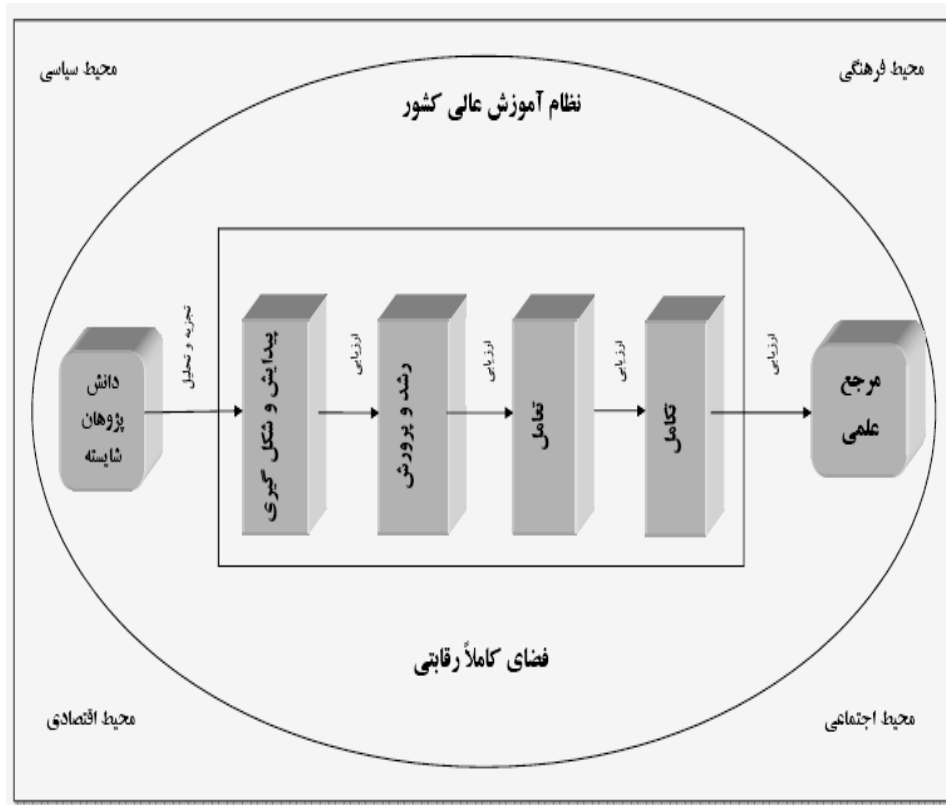 محیط سیاسی
محیط فرهنگی
نظام آموزش عالی کشور
دانش
پژوهان
شایسته
تجزیه و تحلیل
پیدایش و شکل گیری
ارزیابی
رشد و پرورش
ارزیابی
تعامل
ارزیابی
تکامل
ارزیابی
مرجع
علمی
فضای کاملاً رقابتی
محیط اقتصادی
محیط اجتماعی